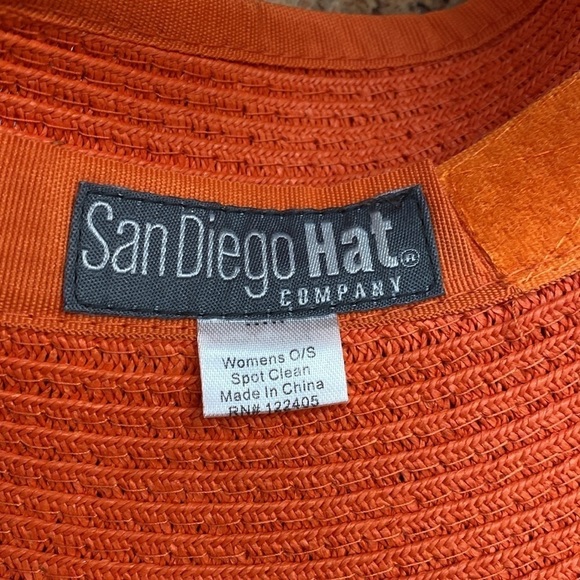 San Diego Hat®
COMPANY
Womens O/S
Spot Clean
Made In China
RN# 122405